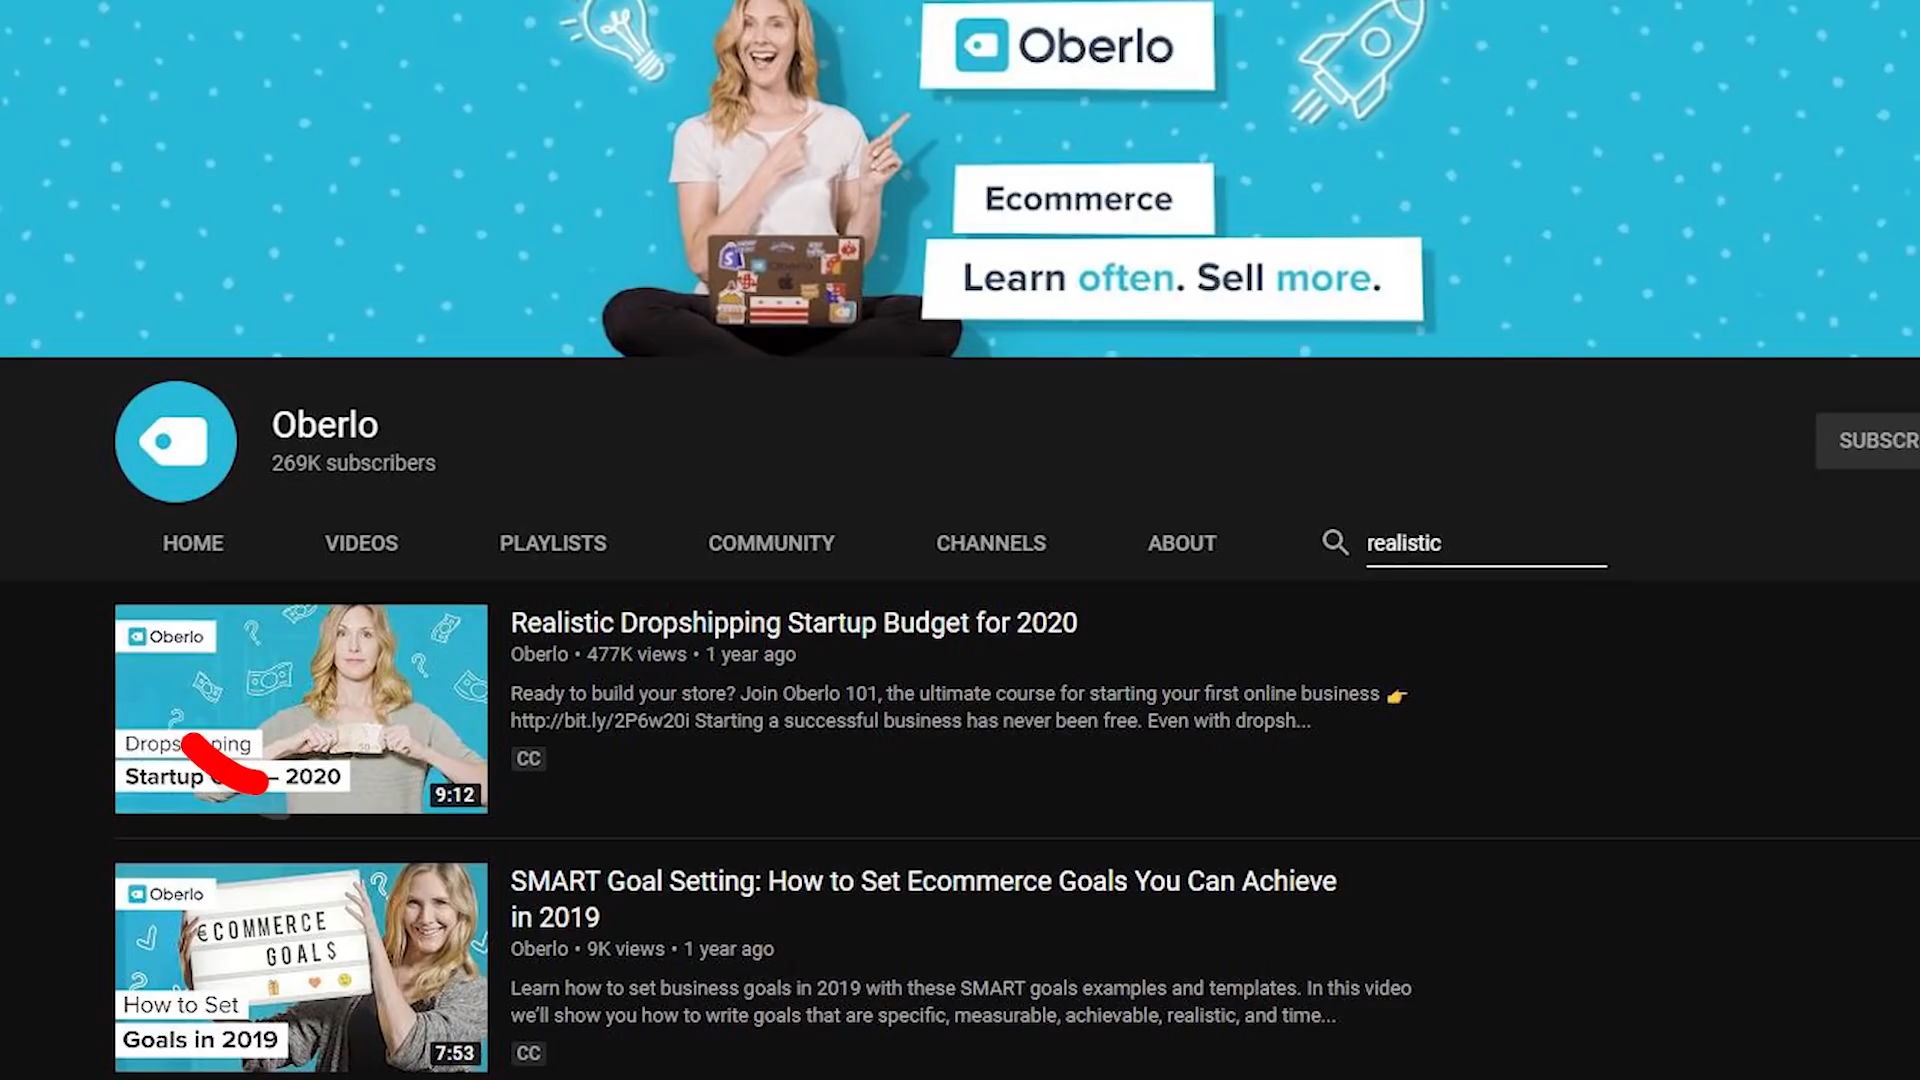 Oberlo
Ecommerce
Learn often. Sell more.
Oberlo
269K subscribers
SUBSCR
HOME
VIDEOS
PLAYLISTS
COMMUNITY
CHANNELS
ABOUT
realistic
Oberlo
Startup – 2020
9:12
Realistic Dropshipping Startup Budget for 2020
Oberlo • 477K views • 1 year ago
Ready to build your store? Join Oberlo 101, the ultimate course for starting your first online business 👉
http://bit.ly/2P6w20i Starting a successful business has never been free. Even with dropsh...
CC
Oberlo
€COMMERCE
GOAL$
How to Set
Goals in 2019
7:53
SMART Goal Setting: How to Set Ecommerce Goals You Can Achieve
in 2019
Oberlo • 9K views • 1 year ago
Learn how to set business goals in 2019 with these SMART goals examples and templates. In this video
we'll show you how to write goals that are specific, measurable, achievable, realistic, and time...
CC